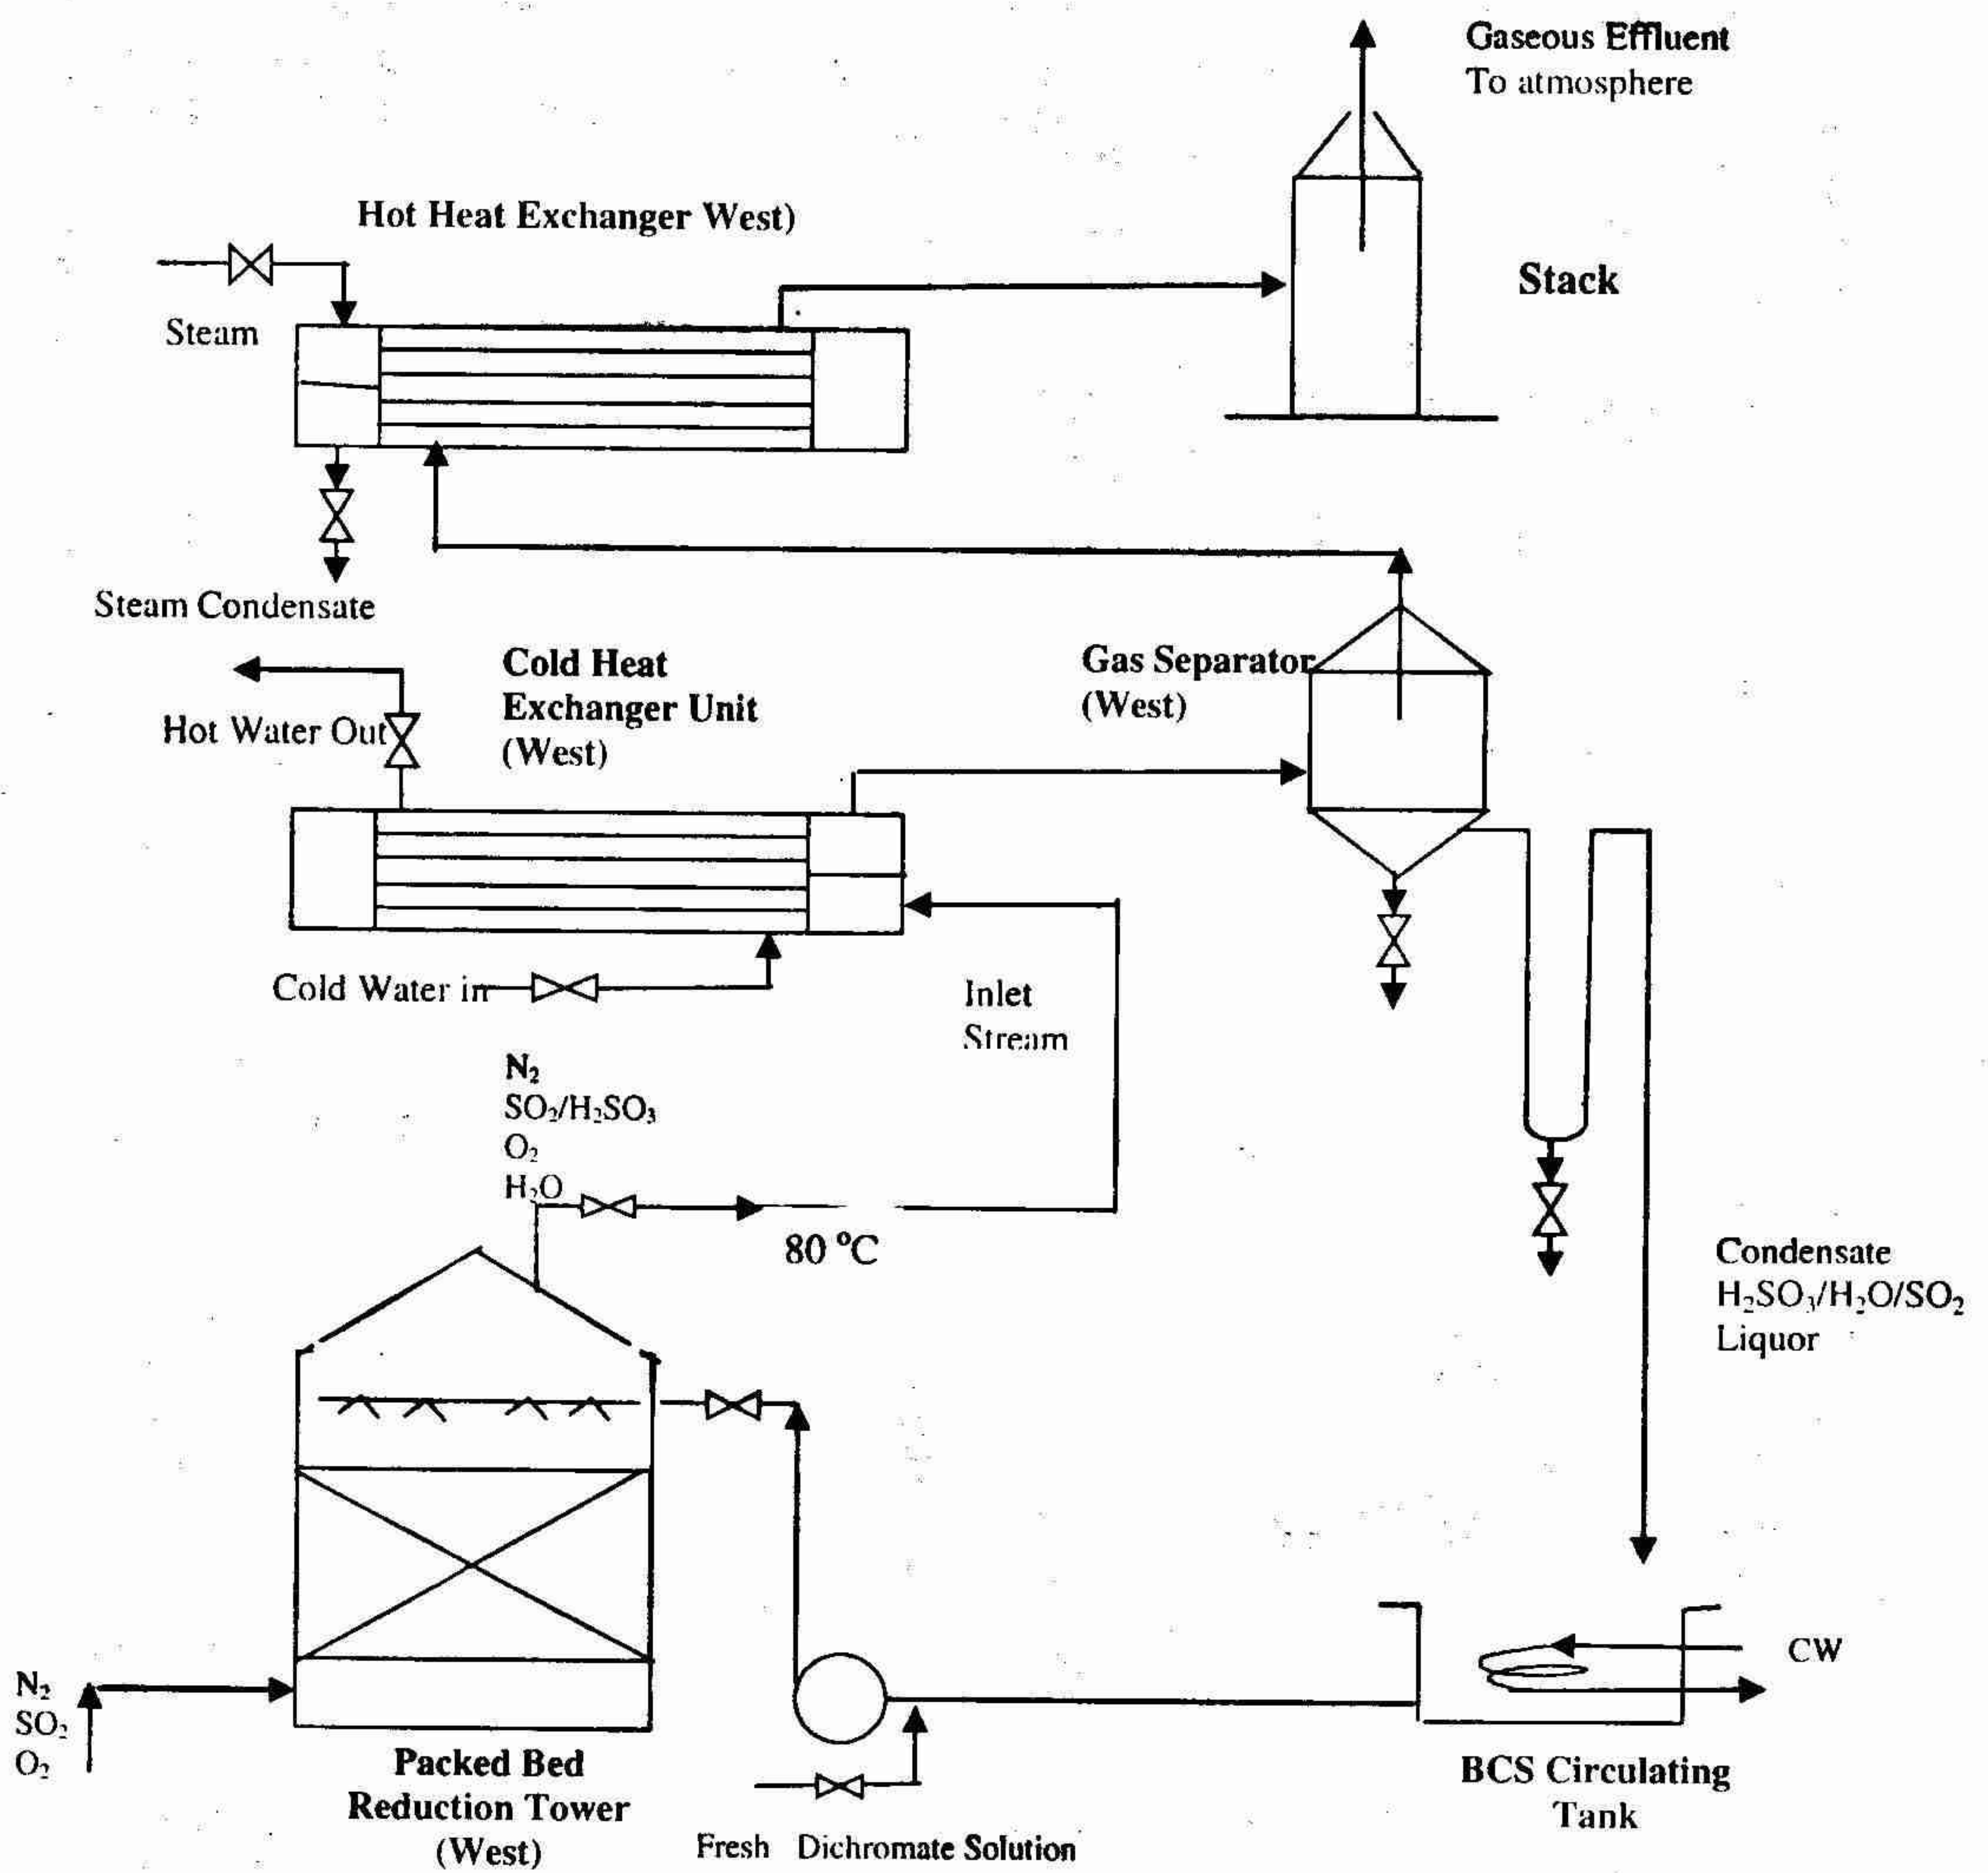 Gaseous Effluent
To atmosphere
Hot Heat Exchanger West)
Stack
Steam
Steam Condensate
Cold Heat
Exchanger Unit
(West)
Gas Separator
(West)
Hot Water Out
Cold Water in
Inlet
Stream
N₂
SO₂/H₂SO₃
O₂
H₂O
80 °C
Condensate
H₂SO₃/H₂O/SO₂
Liquor
CW
N₂
SO₂
O₂
Packed Bed
Reduction Tower
(West)
BCS Circulating
Tank
Fresh Dichromate Solution